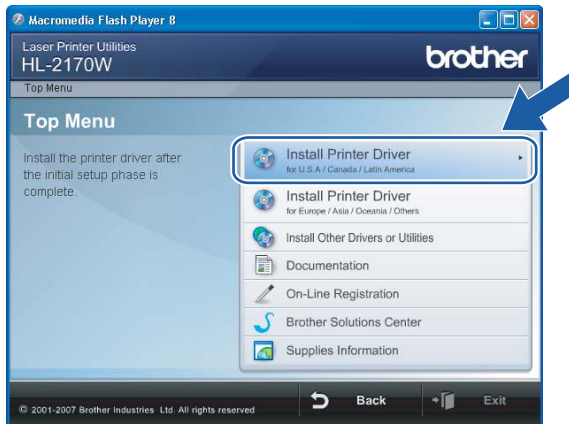 Macromedia Flash Player 8
Laser Printer Utilities
HL-2170W
brother
Top Menu
Top Menu
Install the printer driver after
the initial setup phase is
complete.
Install Printer Driver
for U.S.A / Canada / Latin America
Install Printer Driver
for Europe / Asia / Oceania / Others
Install Other Drivers or Utilities
Documentation
On-Line Registration
Brother Solutions Center
Supplies Information
© 2001-2007 Brother Industries Ltd. All rights reserved
Back
Exit